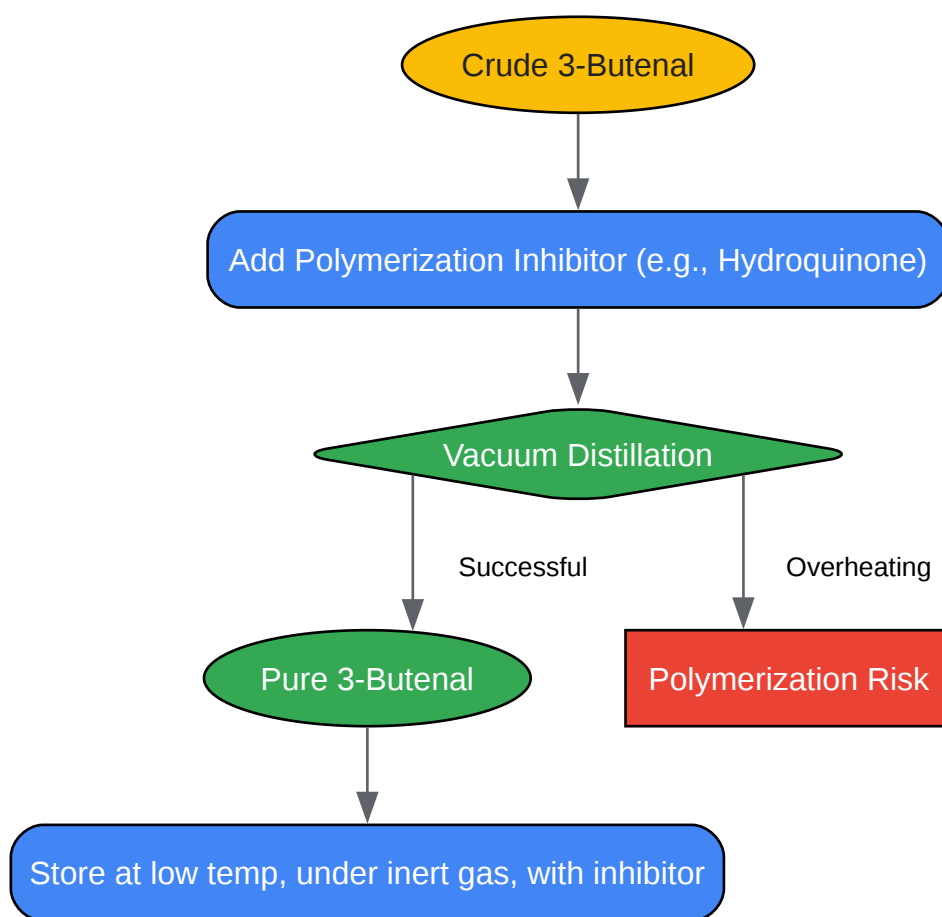 Crude 3-Butenal
Add Polymerization Inhibitor (e.g., Hydroquinone)
Vacuum Distillation
Successful
Overheating
Pure 3-Butenal
Polymerization Risk
Store at low temp, under inert gas, with inhibitor